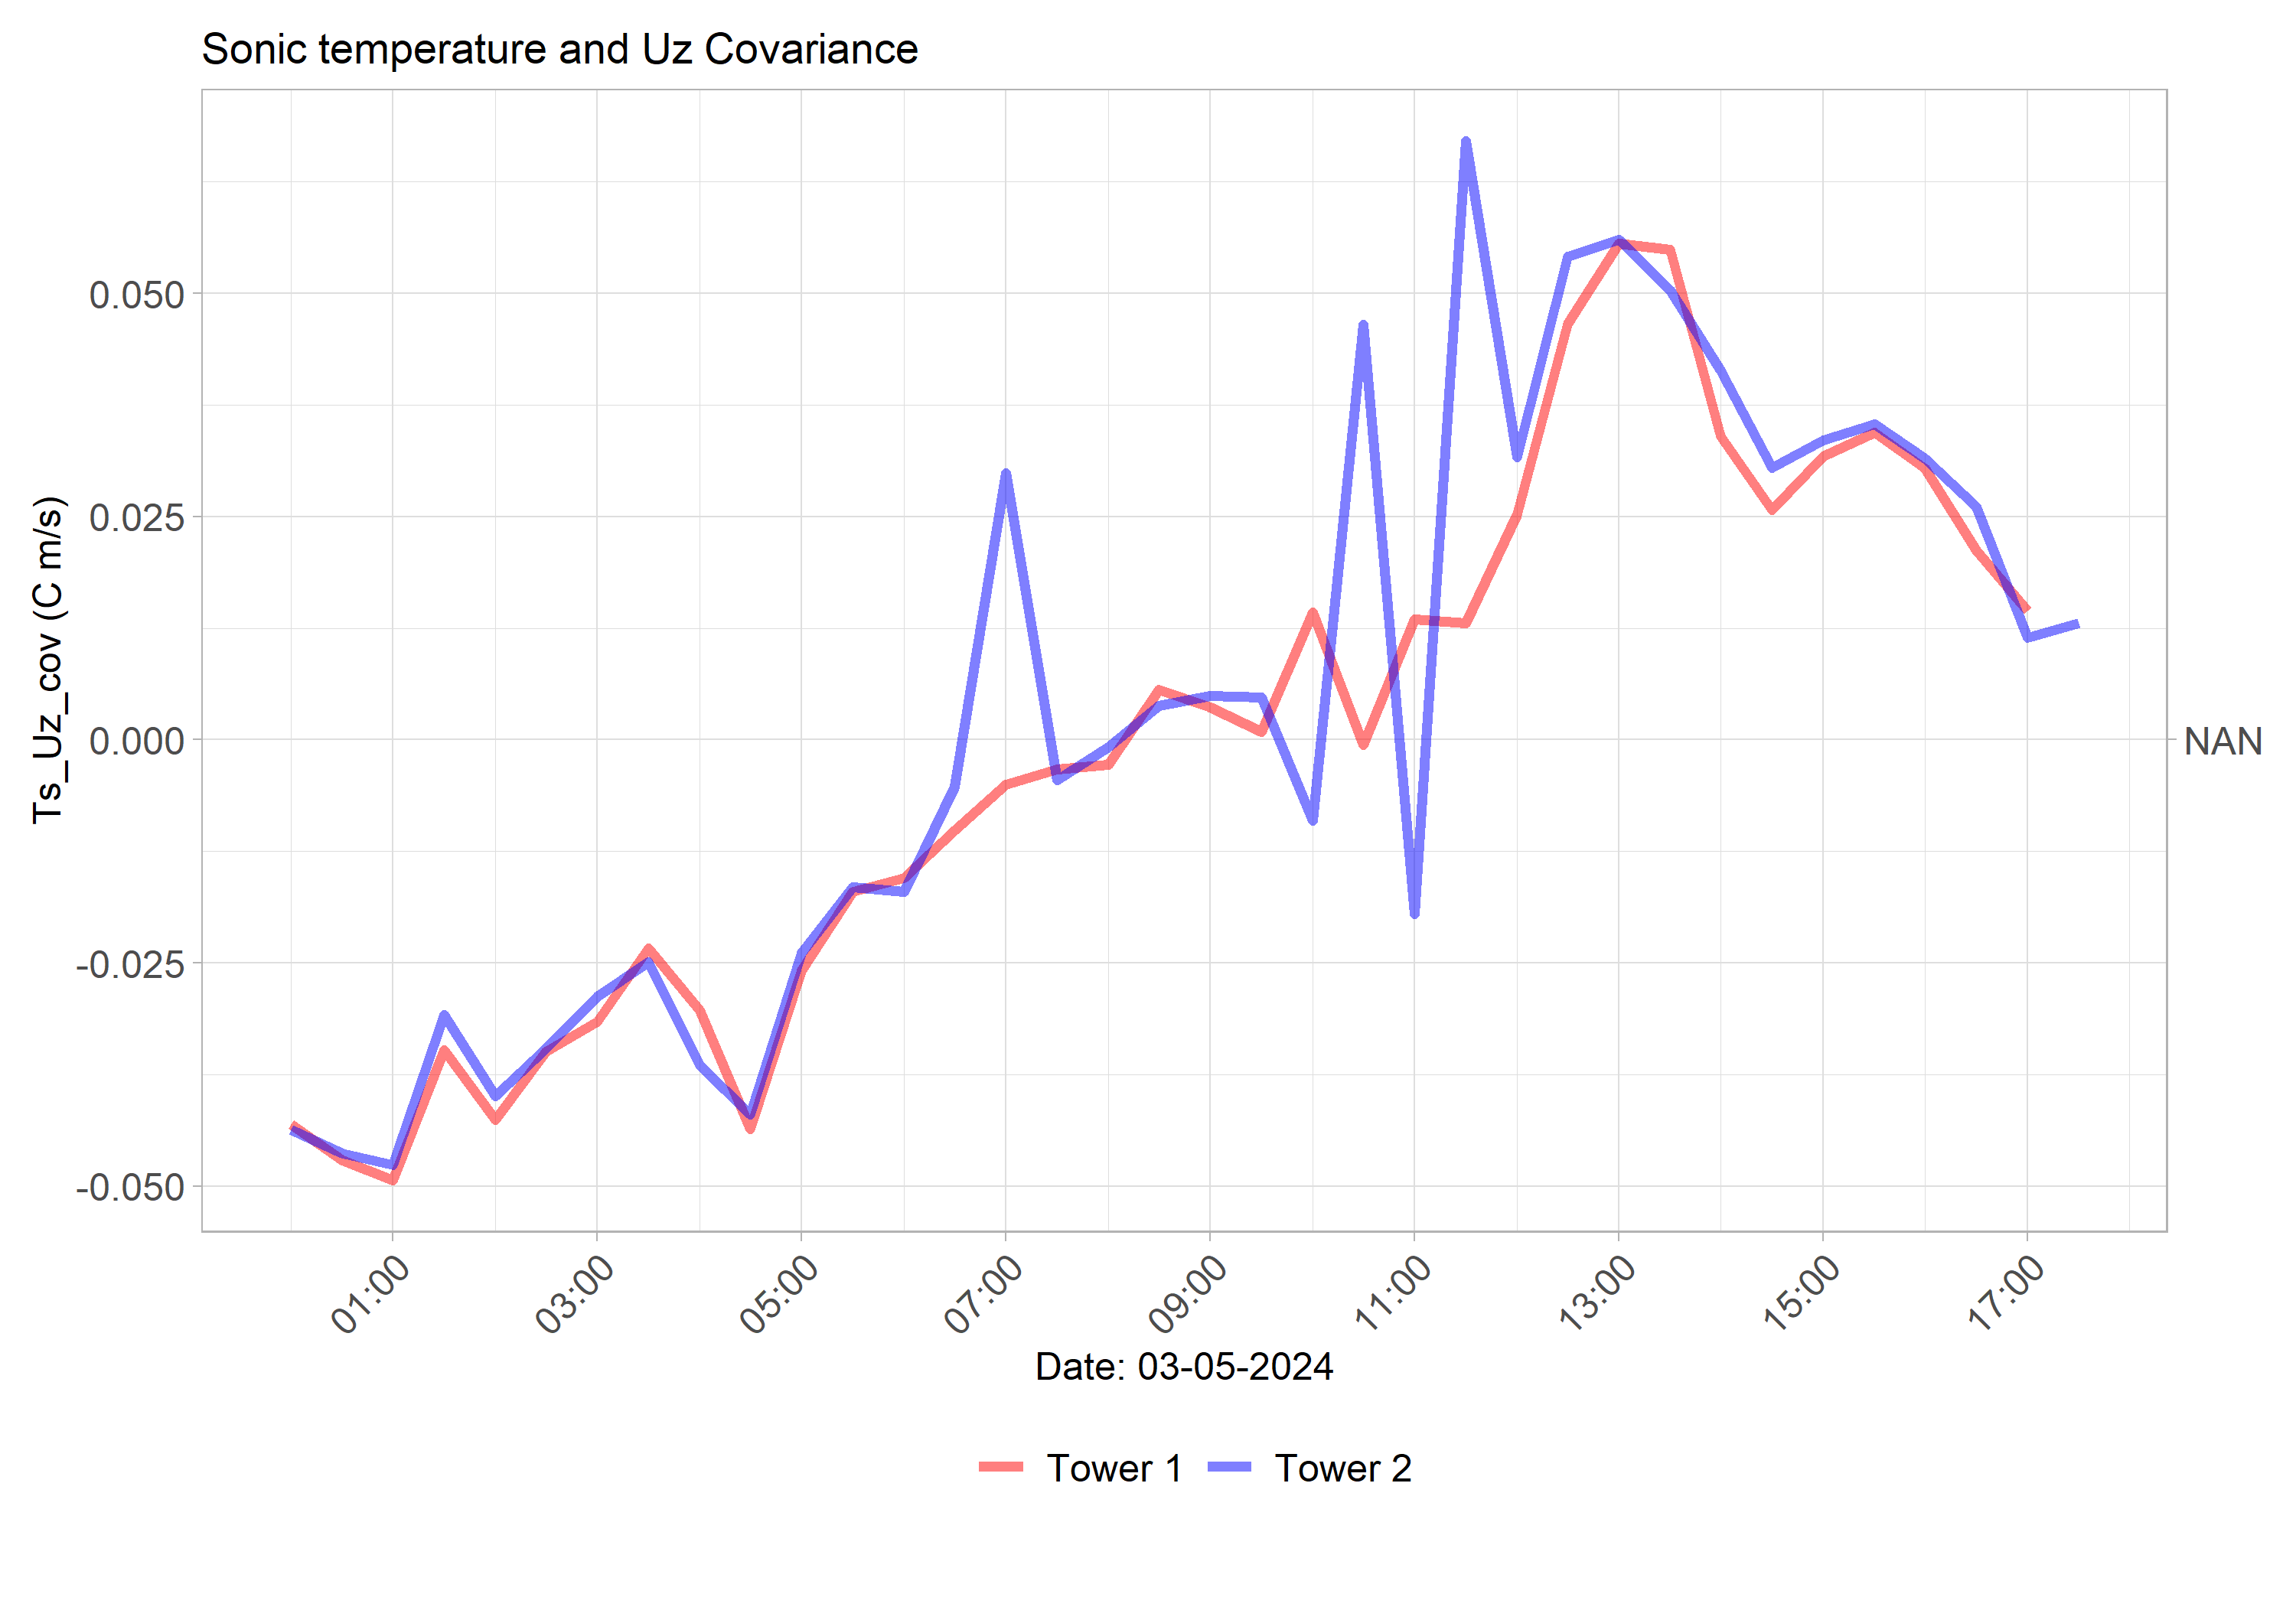 Sonic temperature and Uz Covariance
Ts_Uz_cov (C m/s)
0.050
0.025
0.000
-0.025
-0.050
NAN
01:00
03:00
05:00
07:00
09:00
11:00
13:00
15:00
17:00
Date: 03-05-2024
Tower 1
Tower 2